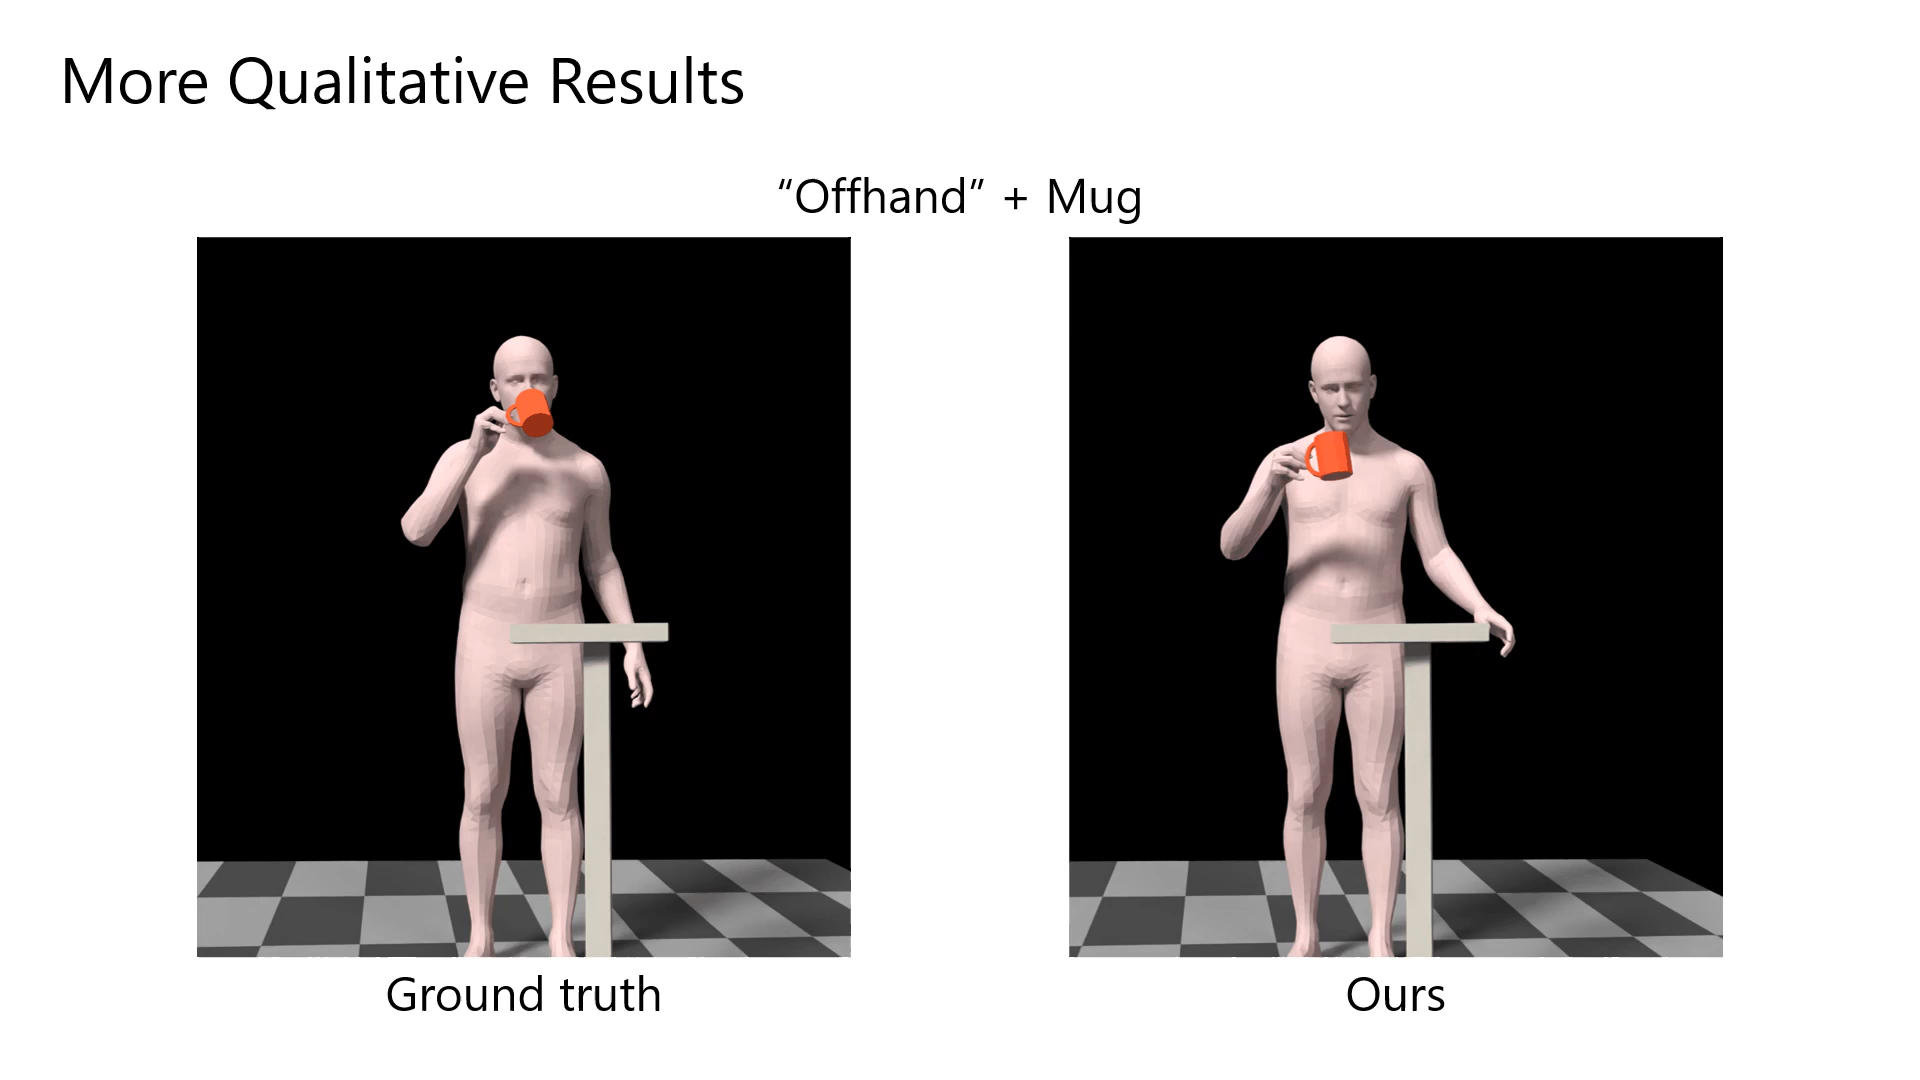 More Qualitative Results
“Offhand” + Mug
Ground truth
Ours